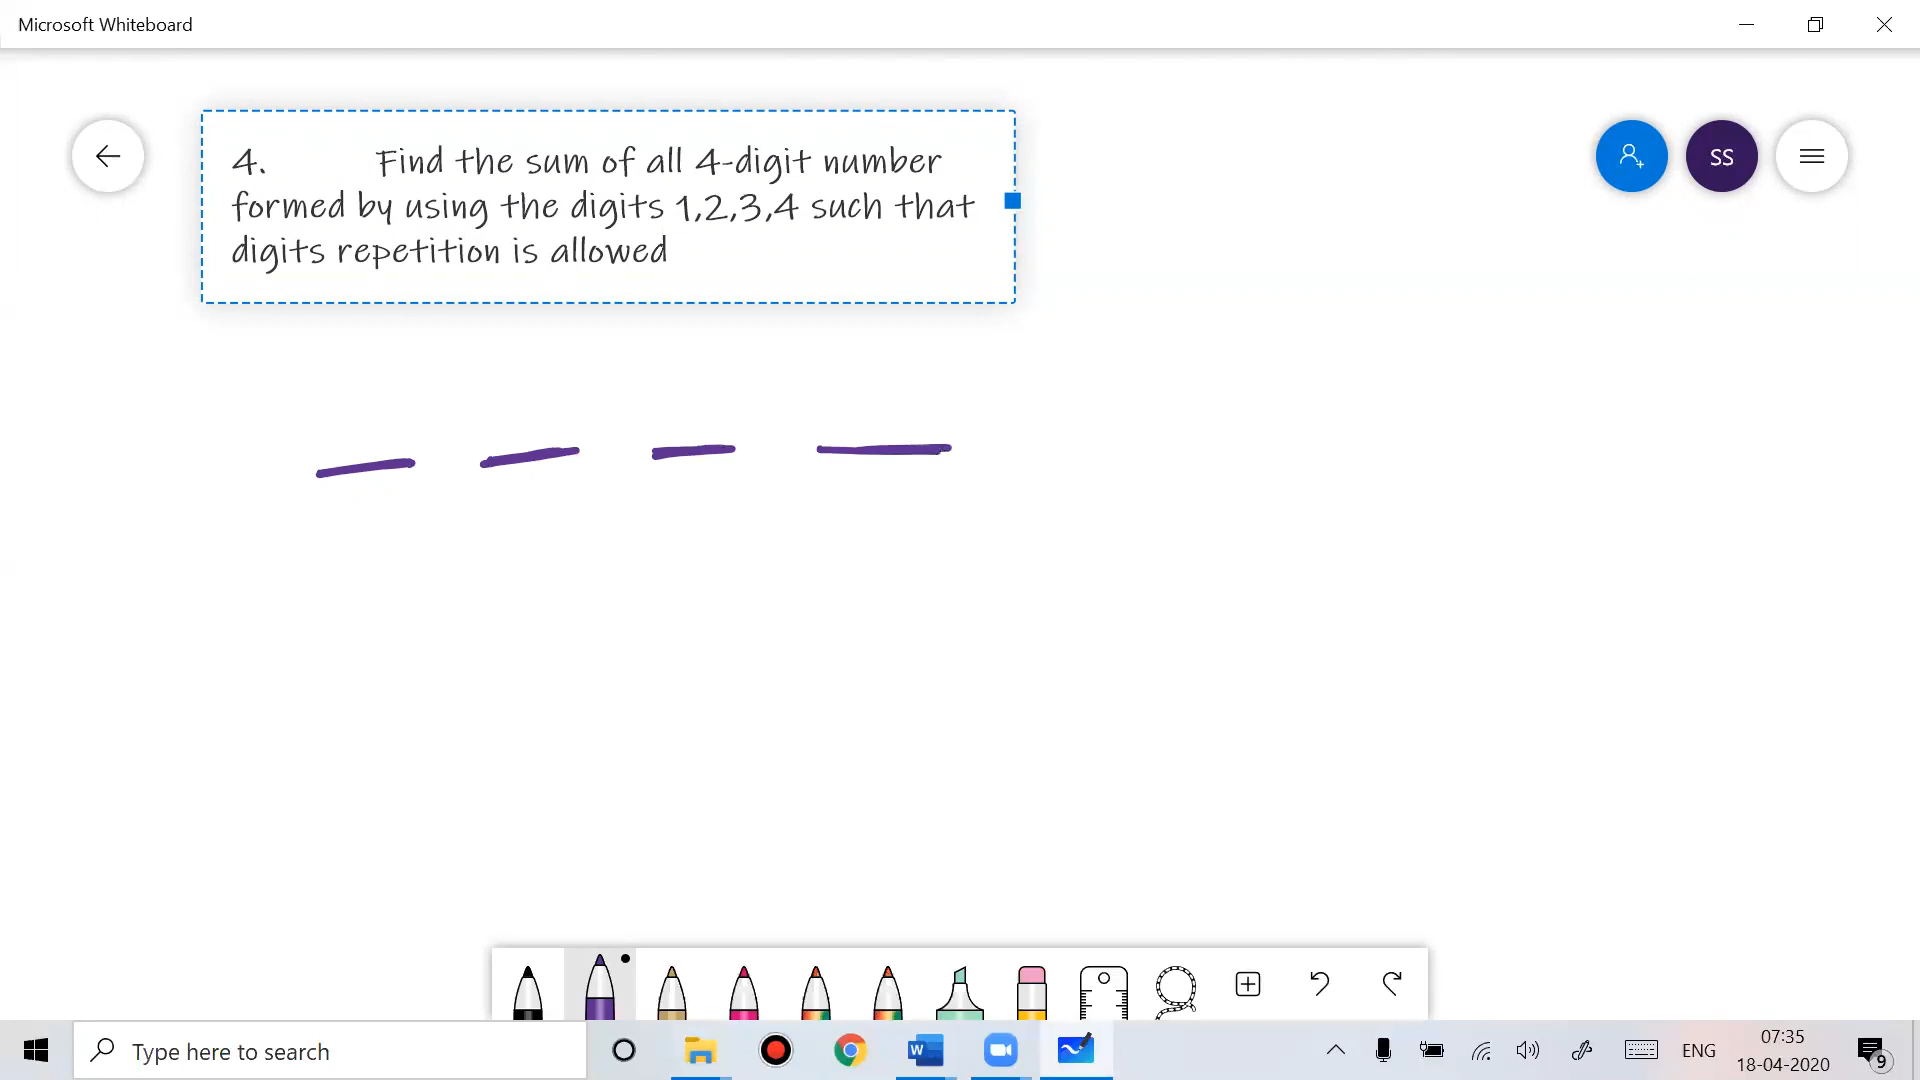 Microsoft Whiteboard
4. Find the sum of all 4-digit number
formed by using the digits 1,2,3,4 such that
digits repetition is allowed
SS
Type here to search
W
ENG
07:35
18-04-2020
9